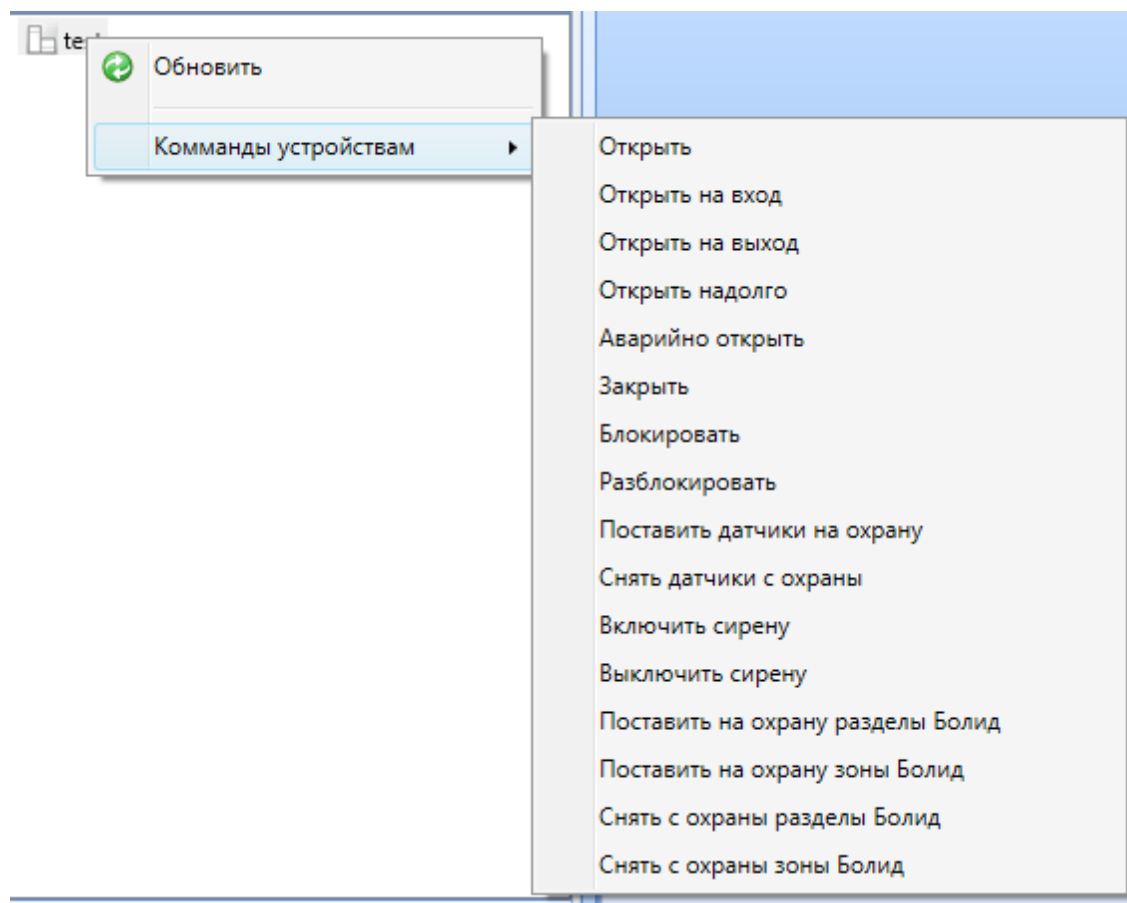 Обновить
Комманды устройствам
Открыть
Открыть на вход
Открыть на выход
Открыть надолго
Аварийно открыть
Закрыть
Блокировать
Разблокировать
Поставить датчики на охрану
Снять датчики с охраны
Включить сирену
Выключить сирену
Поставить на охрану разделы Болид
Поставить на охрану зоны Болид
Снять с охраны разделы Болид
Снять с охраны зоны Болид